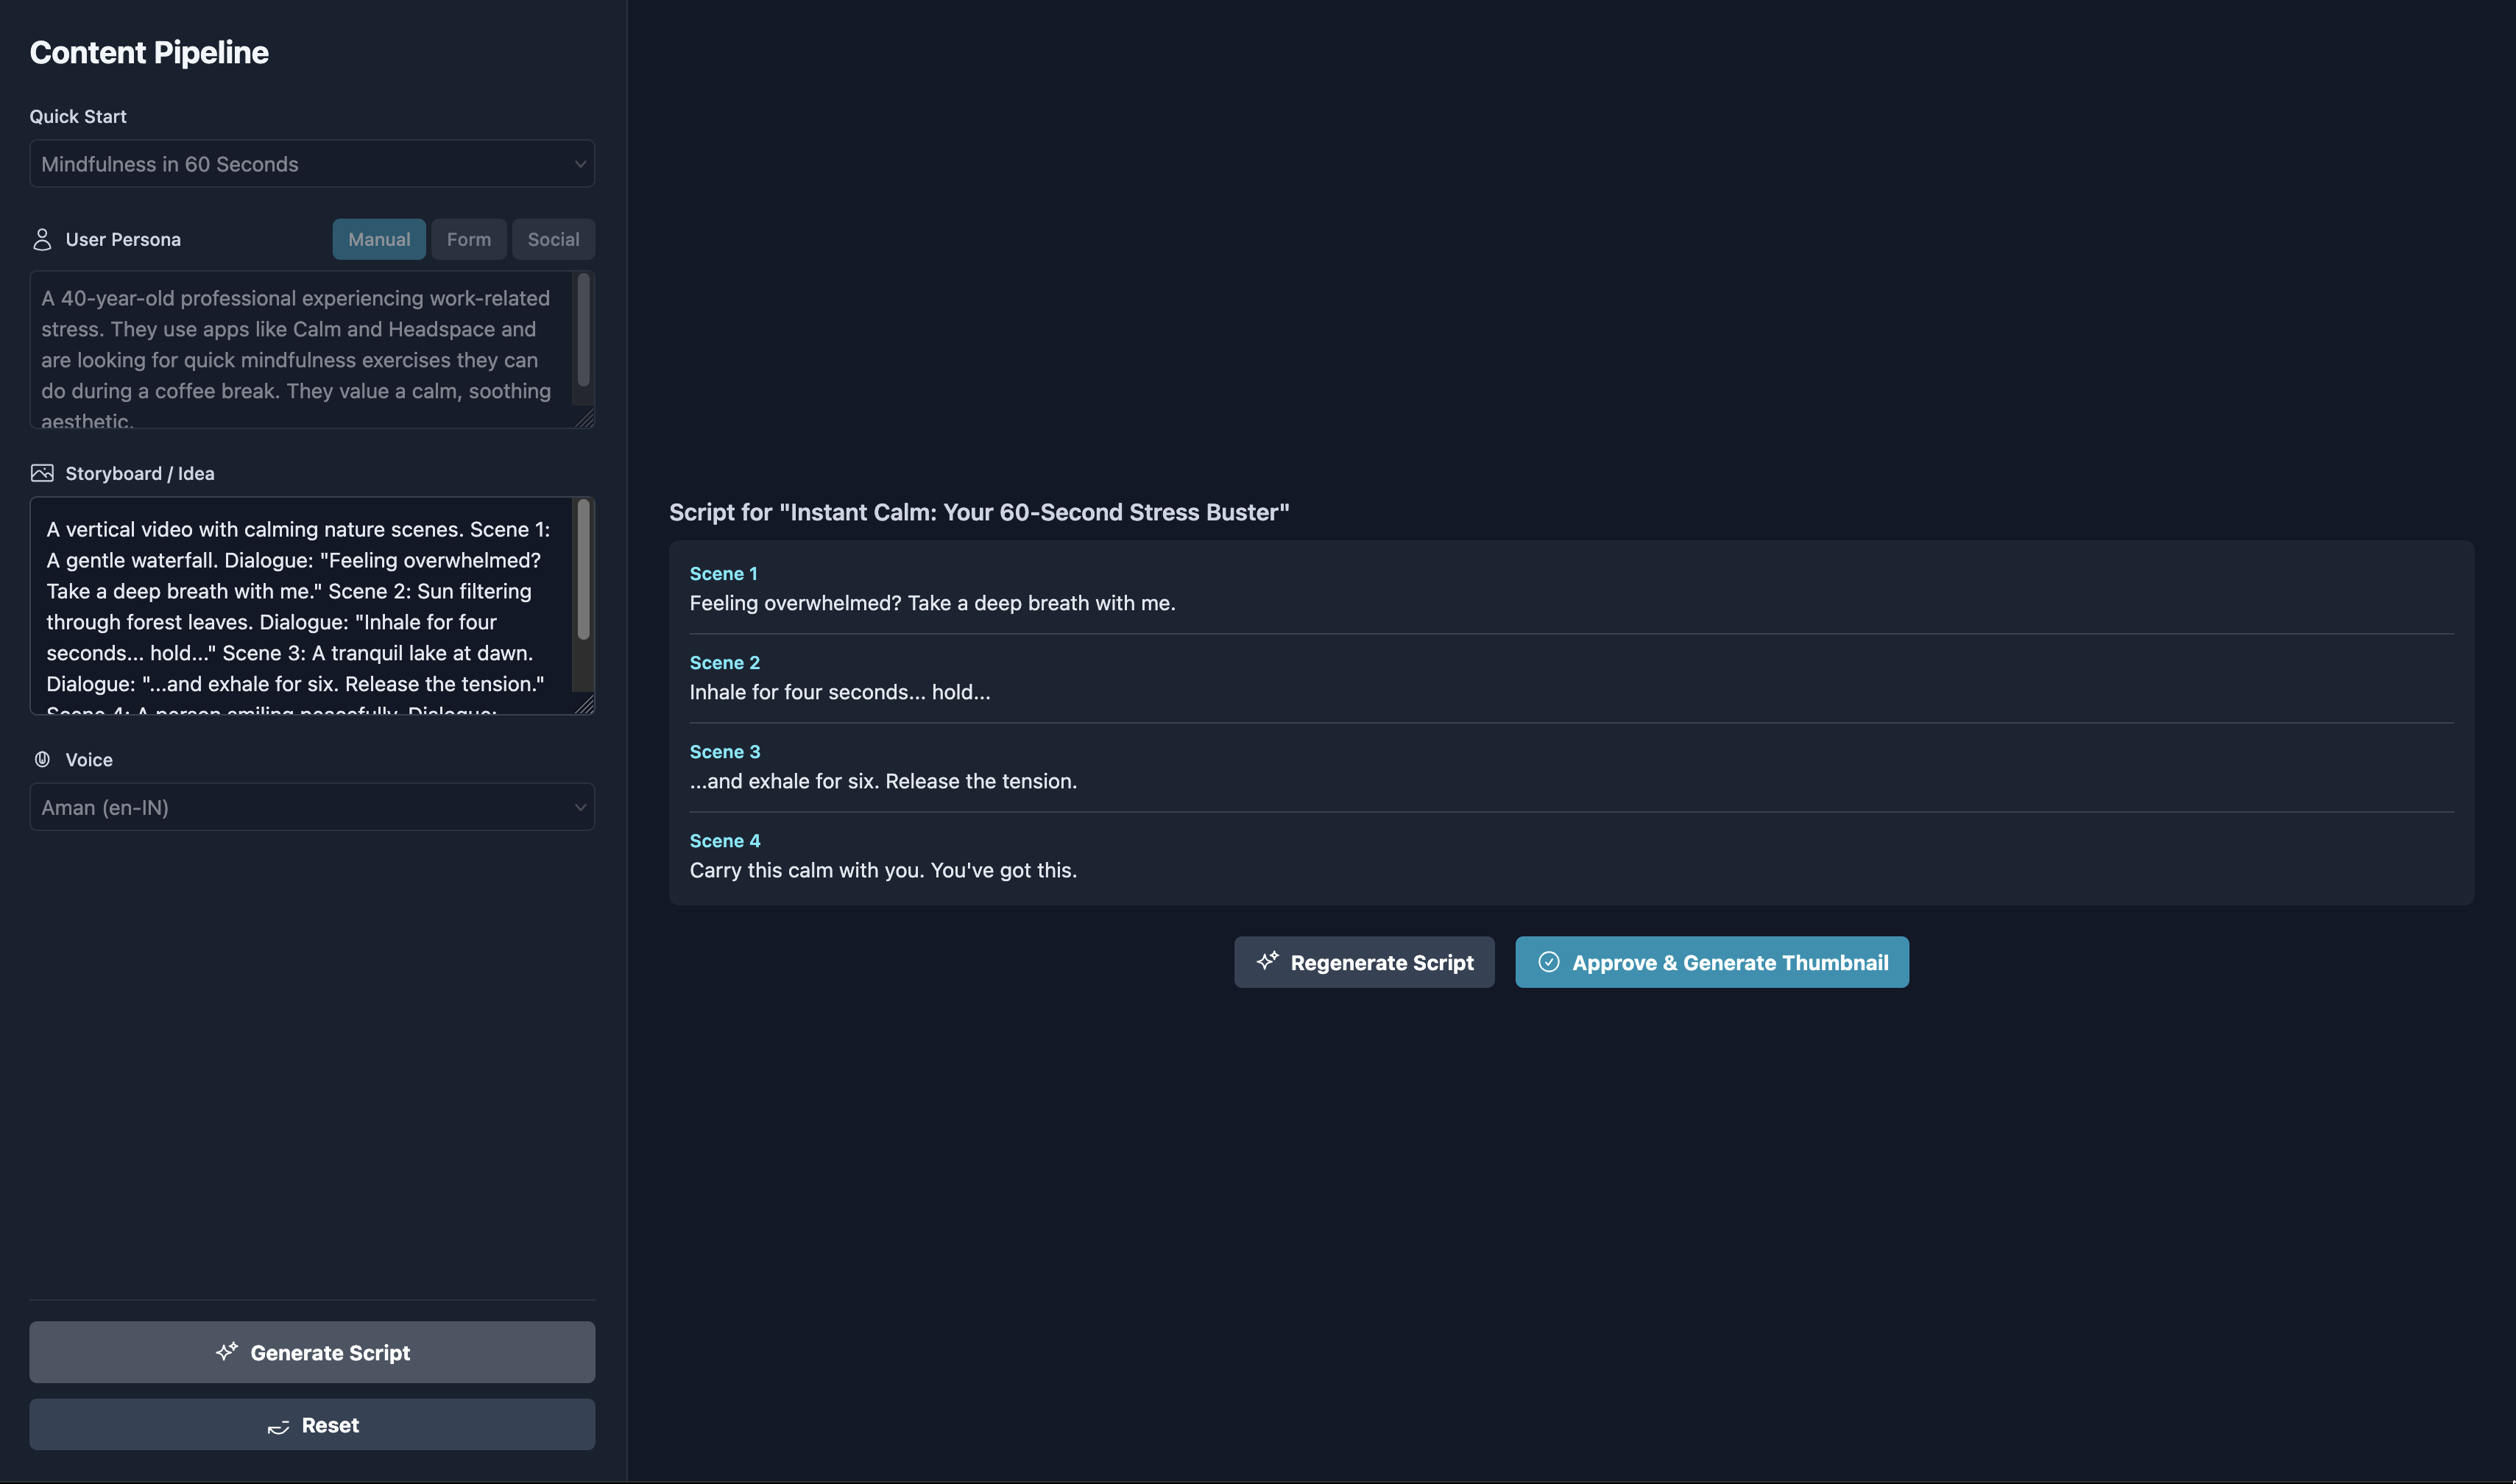 Content Pipeline
Quick Start
Mindfulness in 60 Seconds
User Persona
Manual
Form
Social
A 40-year-old professional experiencing work-related
stress. They use apps like Calm and Headspace and
are looking for quick mindfulness exercises they can
do during a coffee break. They value a calm, soothing
aesthetic.
Storyboard / Idea
A vertical video with calming nature scenes. Scene 1:
A gentle waterfall. Dialogue: "Feeling overwhelmed?
Take a deep breath with me." Scene 2: Sun filtering
through forest leaves. Dialogue: "Inhale for four
seconds... hold..." Scene 3: A tranquil lake at dawn.
Dialogue: "...and exhale for six. Release the tension."
Scene 4: A person smiling peacefully. Dialogue:
Voice
Aman (en-IN)
Generate Script
Reset
Script for "Instant Calm: Your 60-Second Stress Buster"
Scene 1
Feeling overwhelmed? Take a deep breath with me.
Scene 2
Inhale for four seconds... hold...
Scene 3
...and exhale for six. Release the tension.
Scene 4
Carry this calm with you. You've got this.
Regenerate Script
Approve & Generate Thumbnail